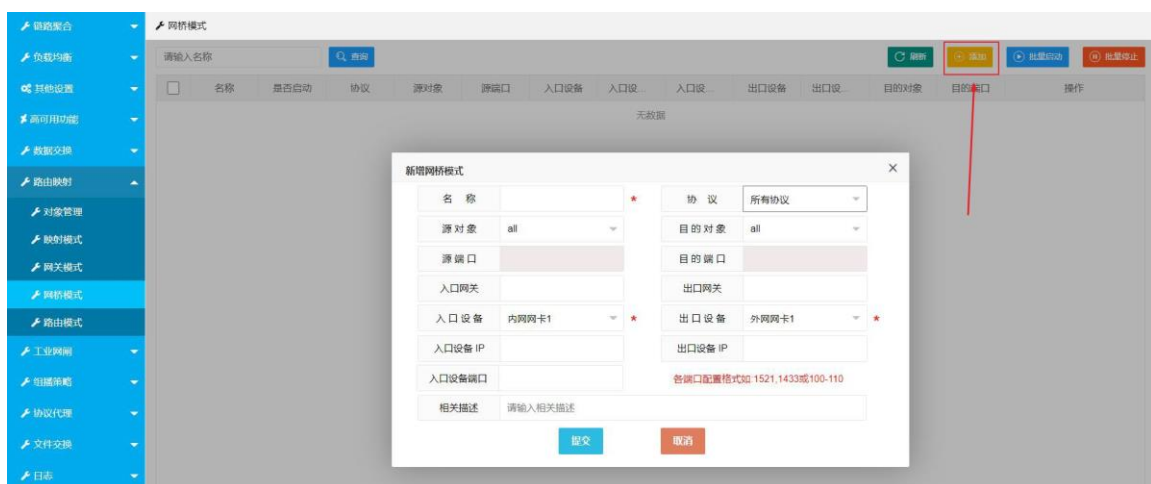 链路聚合
负载均衡
其他设置
高可用功能
数据交换
路由映射
对象管理
映射模式
网关模式
网桥模式
路由模式
工业网闸
组播策略
协议代理
文件交换
日志
网桥模式
请输入名称 查询 刷新 添加 批量启动 批量停止
名称 是否启动 协议 源对象 源端口 入口设备 入口设... 入口设... 出口设备 出口设... 目的对象 目的端口 操作
无数据
新增网桥模式
名 称 * 协 议 所有协议
源对象 all 目的对象 all
源端口 目的端口
入口网关 出口网关
入口设备 内网网卡1 * 出口设备 外网网卡1 *
入口设备 IP 出口设备 IP
入口设备端口 各端口配置格式如:1521,1433或100-110
相关描述 请输入相关描述
提交 取消